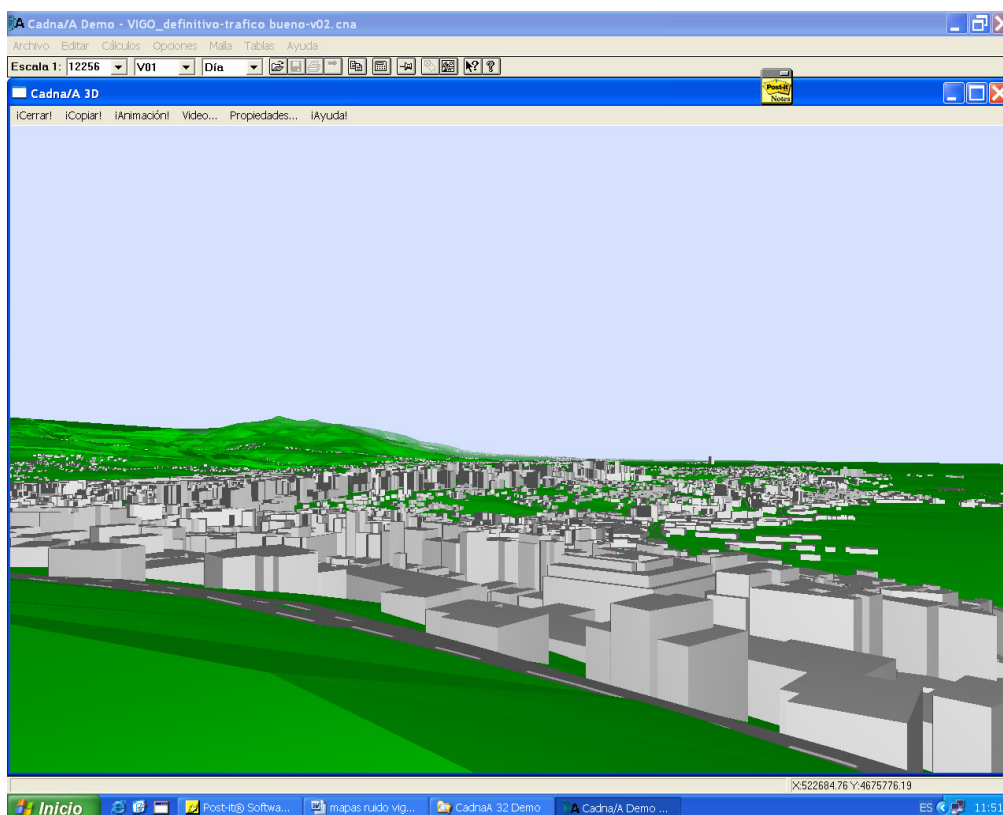 Cadna/A Demo - VIGO_definitivo-trafico bueno-v02.cna
Archivo Editar Cálculos Opciones Malla Tablas Ayuda
Escala 1: 12256 V01 Día
Post-it
Notes
Cadna/A 3D
¡Cerrar! ¡Copiar! ¡Animación! Video... Propiedades... ¡Ayuda!
X:522684.76 Y:4675776.19
Inicio Post-it® Softwa... mapas ruido vig... CadnaA 32 Demo Cadna/A Demo ... ES 11:51